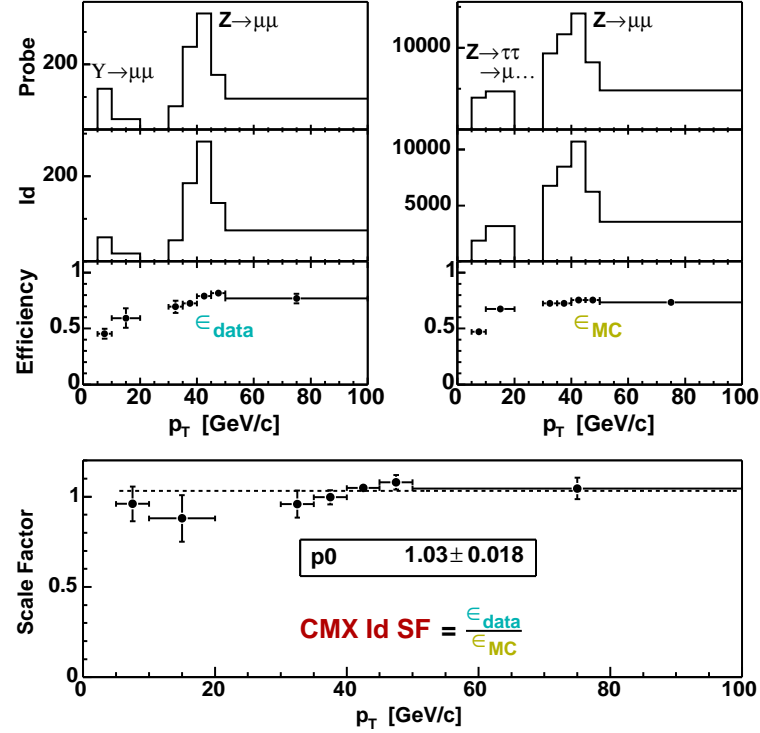 Z→μμ
Υ→μμ
200
Probe
Z→μμ
Z→ττ
→μ...
10000
200
Id
10000
5000
1
0.5
0
Efficiency
ϵ data
0 20 40 60 80 100
p_T [GeV/c]
1
0.5
0
ϵ MC
0 20 40 60 80 100
p_T [GeV/c]
1
0.5
0
Scale Factor
p0 1.03±0.018
CMX Id SF = ϵ data / ϵ MC
0 20 40 60 80 100
p_T [GeV/c]